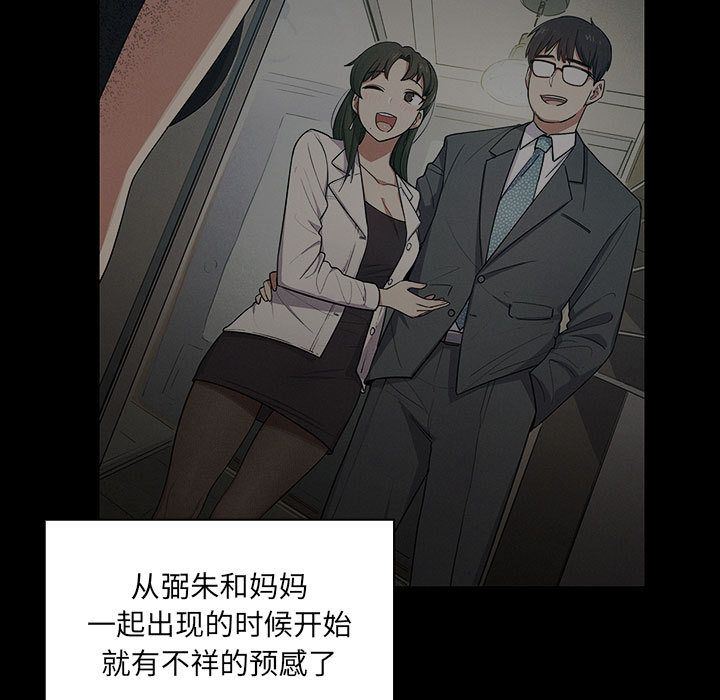 从弼朱和妈妈
一起出现的时候开始
就有不祥的预感了